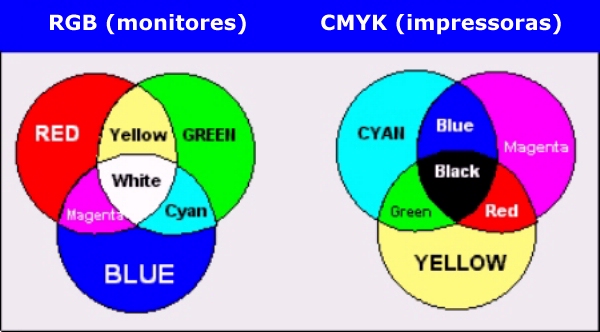 RGB (monitores)
CMYK (impressoras)
RED
Yellow
GREEN
White
Magenta
Cyan
BLUE
CYAN
Blue
Magenta
Black
Green
Red
YELLOW